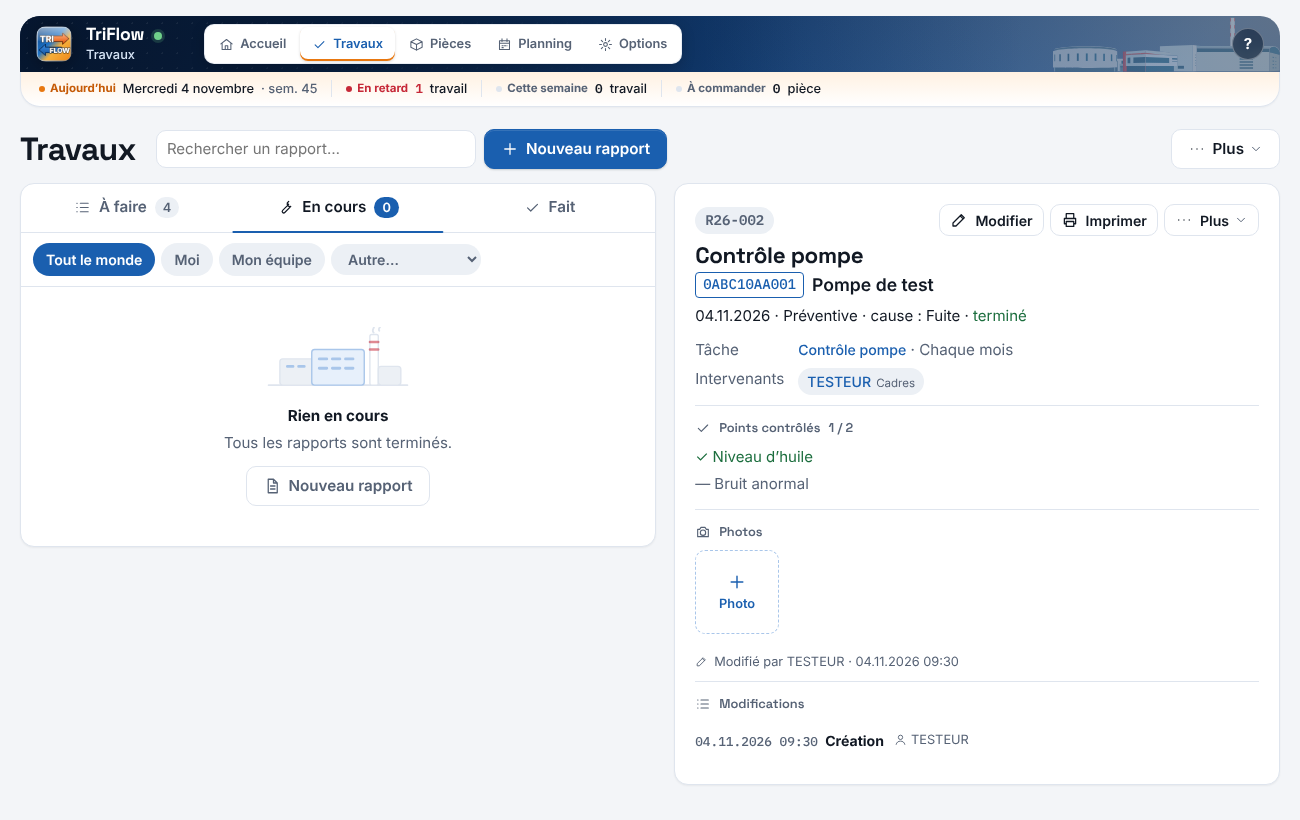 TRI
FLOW
TriFlow
Travaux
Accueil
Travaux
Pièces
Planning
Options
?
Aujourd’hui Mercredi 4 novembre · sem. 45
En retard 1 travail
Cette semaine 0 travail
À commander 0 pièce
Travaux
Rechercher un rapport...
+ Nouveau rapport
··· Plus
À faire 4
En cours 0
Fait
Tout le monde
Moi
Mon équipe
Autre...
Rien en cours
Tous les rapports sont terminés.
Nouveau rapport
R26-002
Modifier
Imprimer
··· Plus
Contrôle pompe
0ABC10AA001 Pompe de test
04.11.2026 · Préventive · cause : Fuite · terminé
Tâche Contrôle pompe · Chaque mois
Intervenants TESTEUR Cadres
Points contrôlés 1 / 2
✓ Niveau d’huile
— Bruit anormal
Photos
+
Photo
Modifié par TESTEUR · 04.11.2026 09:30
Modifications
04.11.2026 09:30 Création TESTEUR